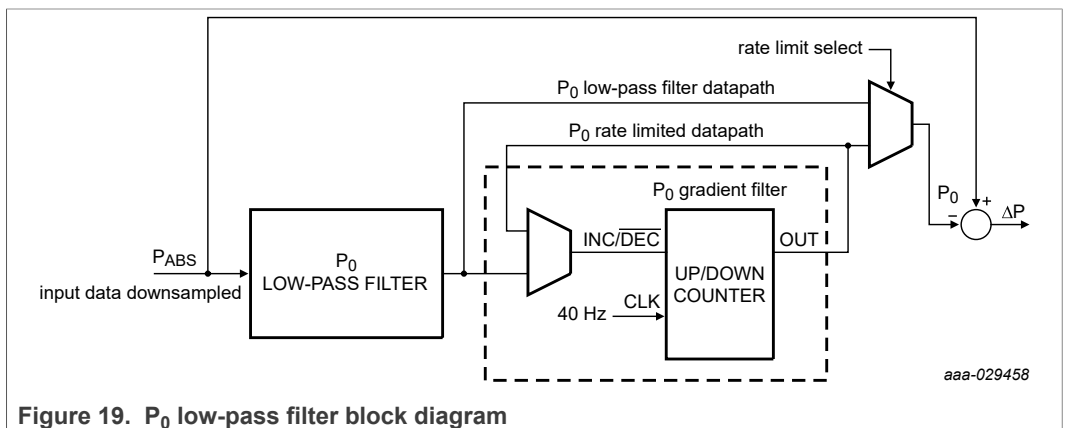 rate limit select
P₀ low-pass filter datapath
P₀ rate limited datapath
P₀ gradient filter
P₀
−
+
ΔP
PABS
input data downsampled
P₀
LOW-PASS FILTER
INC/D̅E̅C̅
OUT
UP/DOWN
COUNTER
40 Hz
CLK
aaa-029458
Figure 19. P₀ low-pass filter block diagram